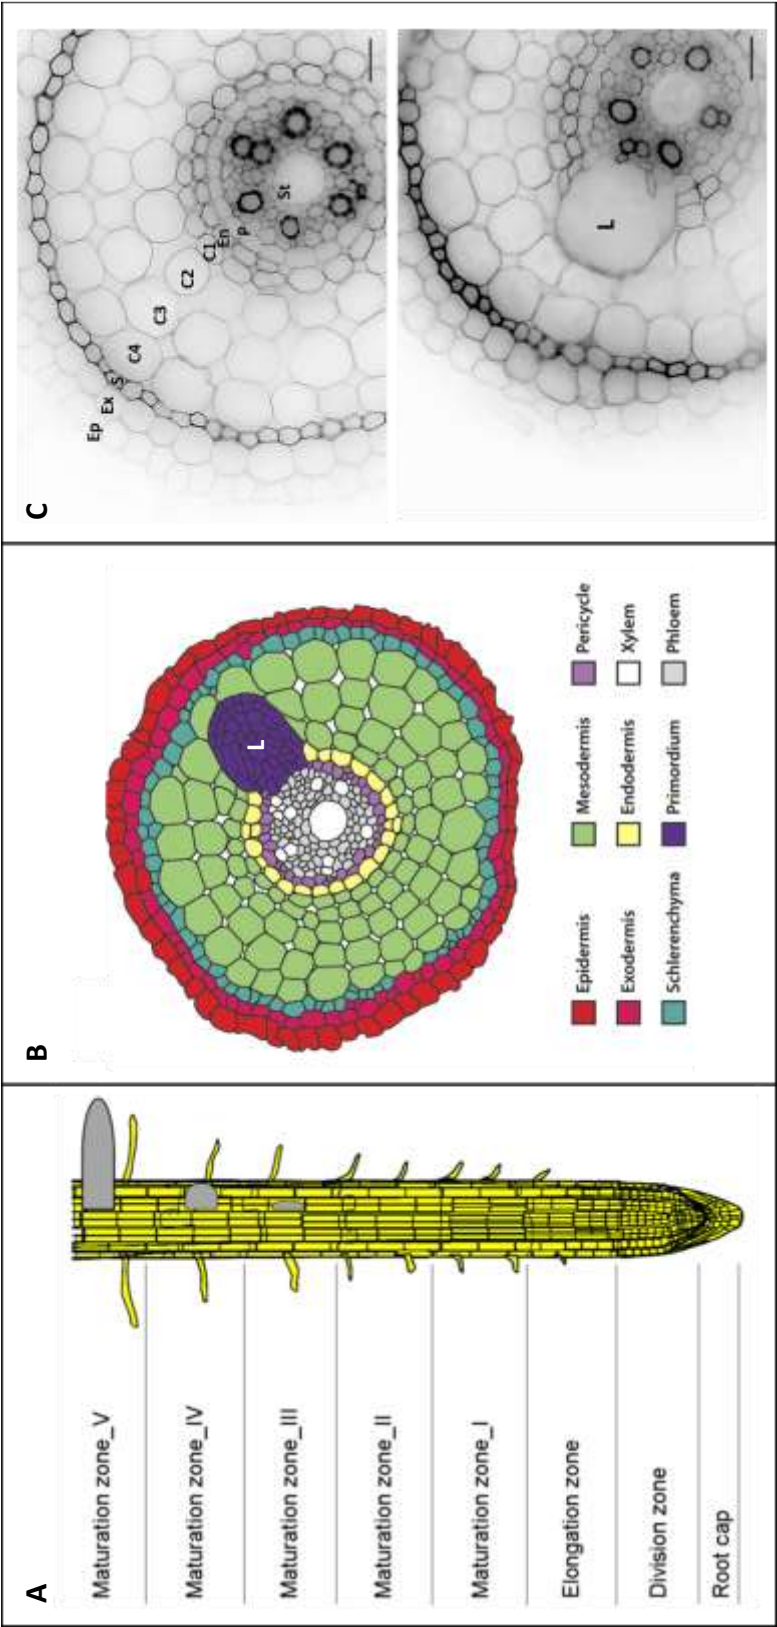 A
Maturation zone_V
Maturation zone_IV
Maturation zone_III
Maturation zone_II
Maturation zone_I
Elongation zone
Division zone
Root cap
B
L
Epidermis
Mesodermis
Pericycle
Exodermis
Endodermis
Xylem
Schlerenchyma
Primordium
Phloem
C
Ep
Ex
S
C4
C3
C2
C1
En
P
St
L